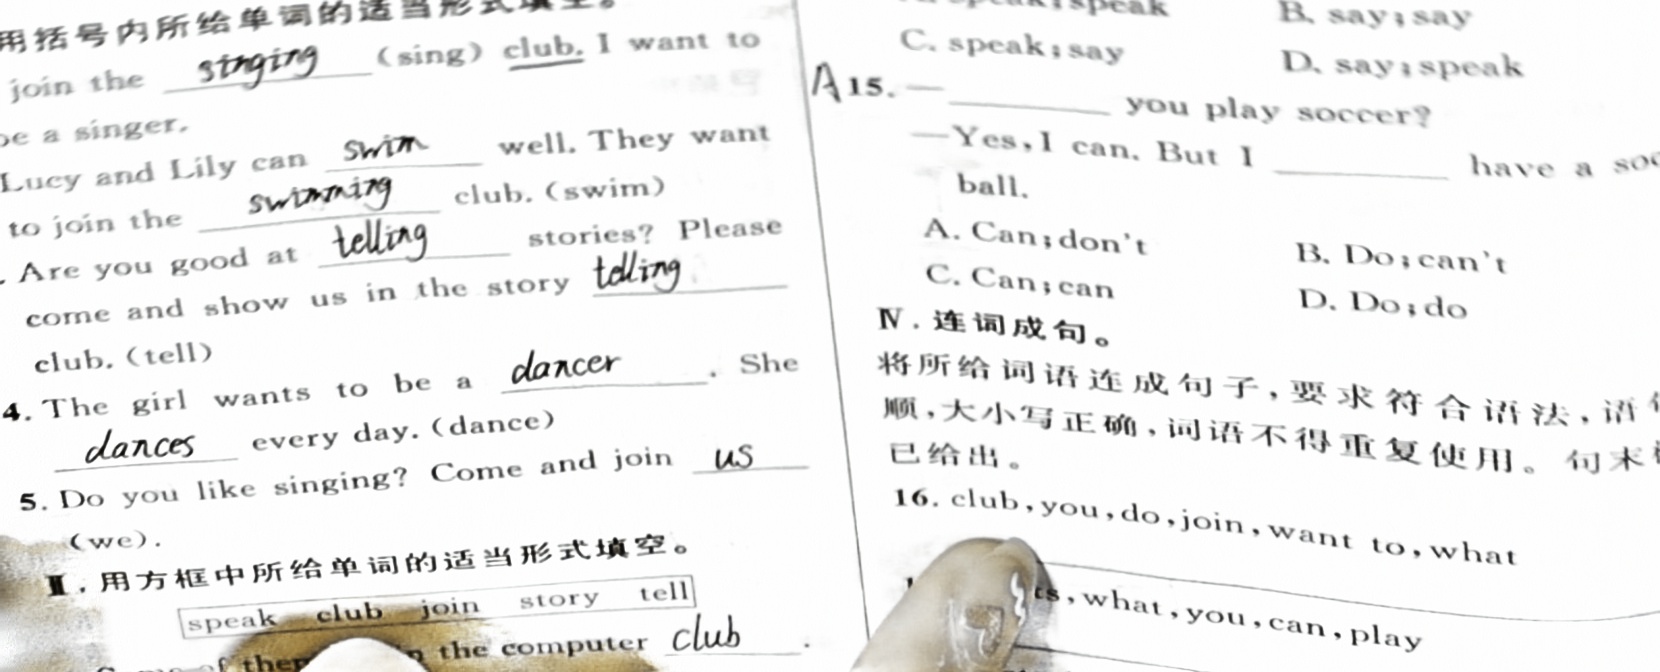 用括号内所给单词的适当形式填空。
join the singing (sing) club. I want to
be a singer.
Lucy and Lily can swim well. They want
to join the swimming club. (swim)
. Are you good at telling stories? Please
come and show us in the story telling
club. (tell)
4. The girl wants to be a dancer . She
dances every day. (dance)
5. Do you like singing? Come and join us
(we).
Ⅱ. 用方框中所给单词的适当形式填空。
speak club join story tell
the computer club .
speak B. say; say
C. speak; say D. say; speak
A 15. — ________ you play soccer?
—Yes, I can. But I ________ have a
ball.
A. Can; don't B. Do; can't
C. Can; can D. Do; do
Ⅳ. 连词成句。
将所给词语连成句子,要求符合语法,语
顺,大小写正确,词语不得重复使用。句末
已给出。
16. club, you, do, join, want to, what
, what, you, can, play